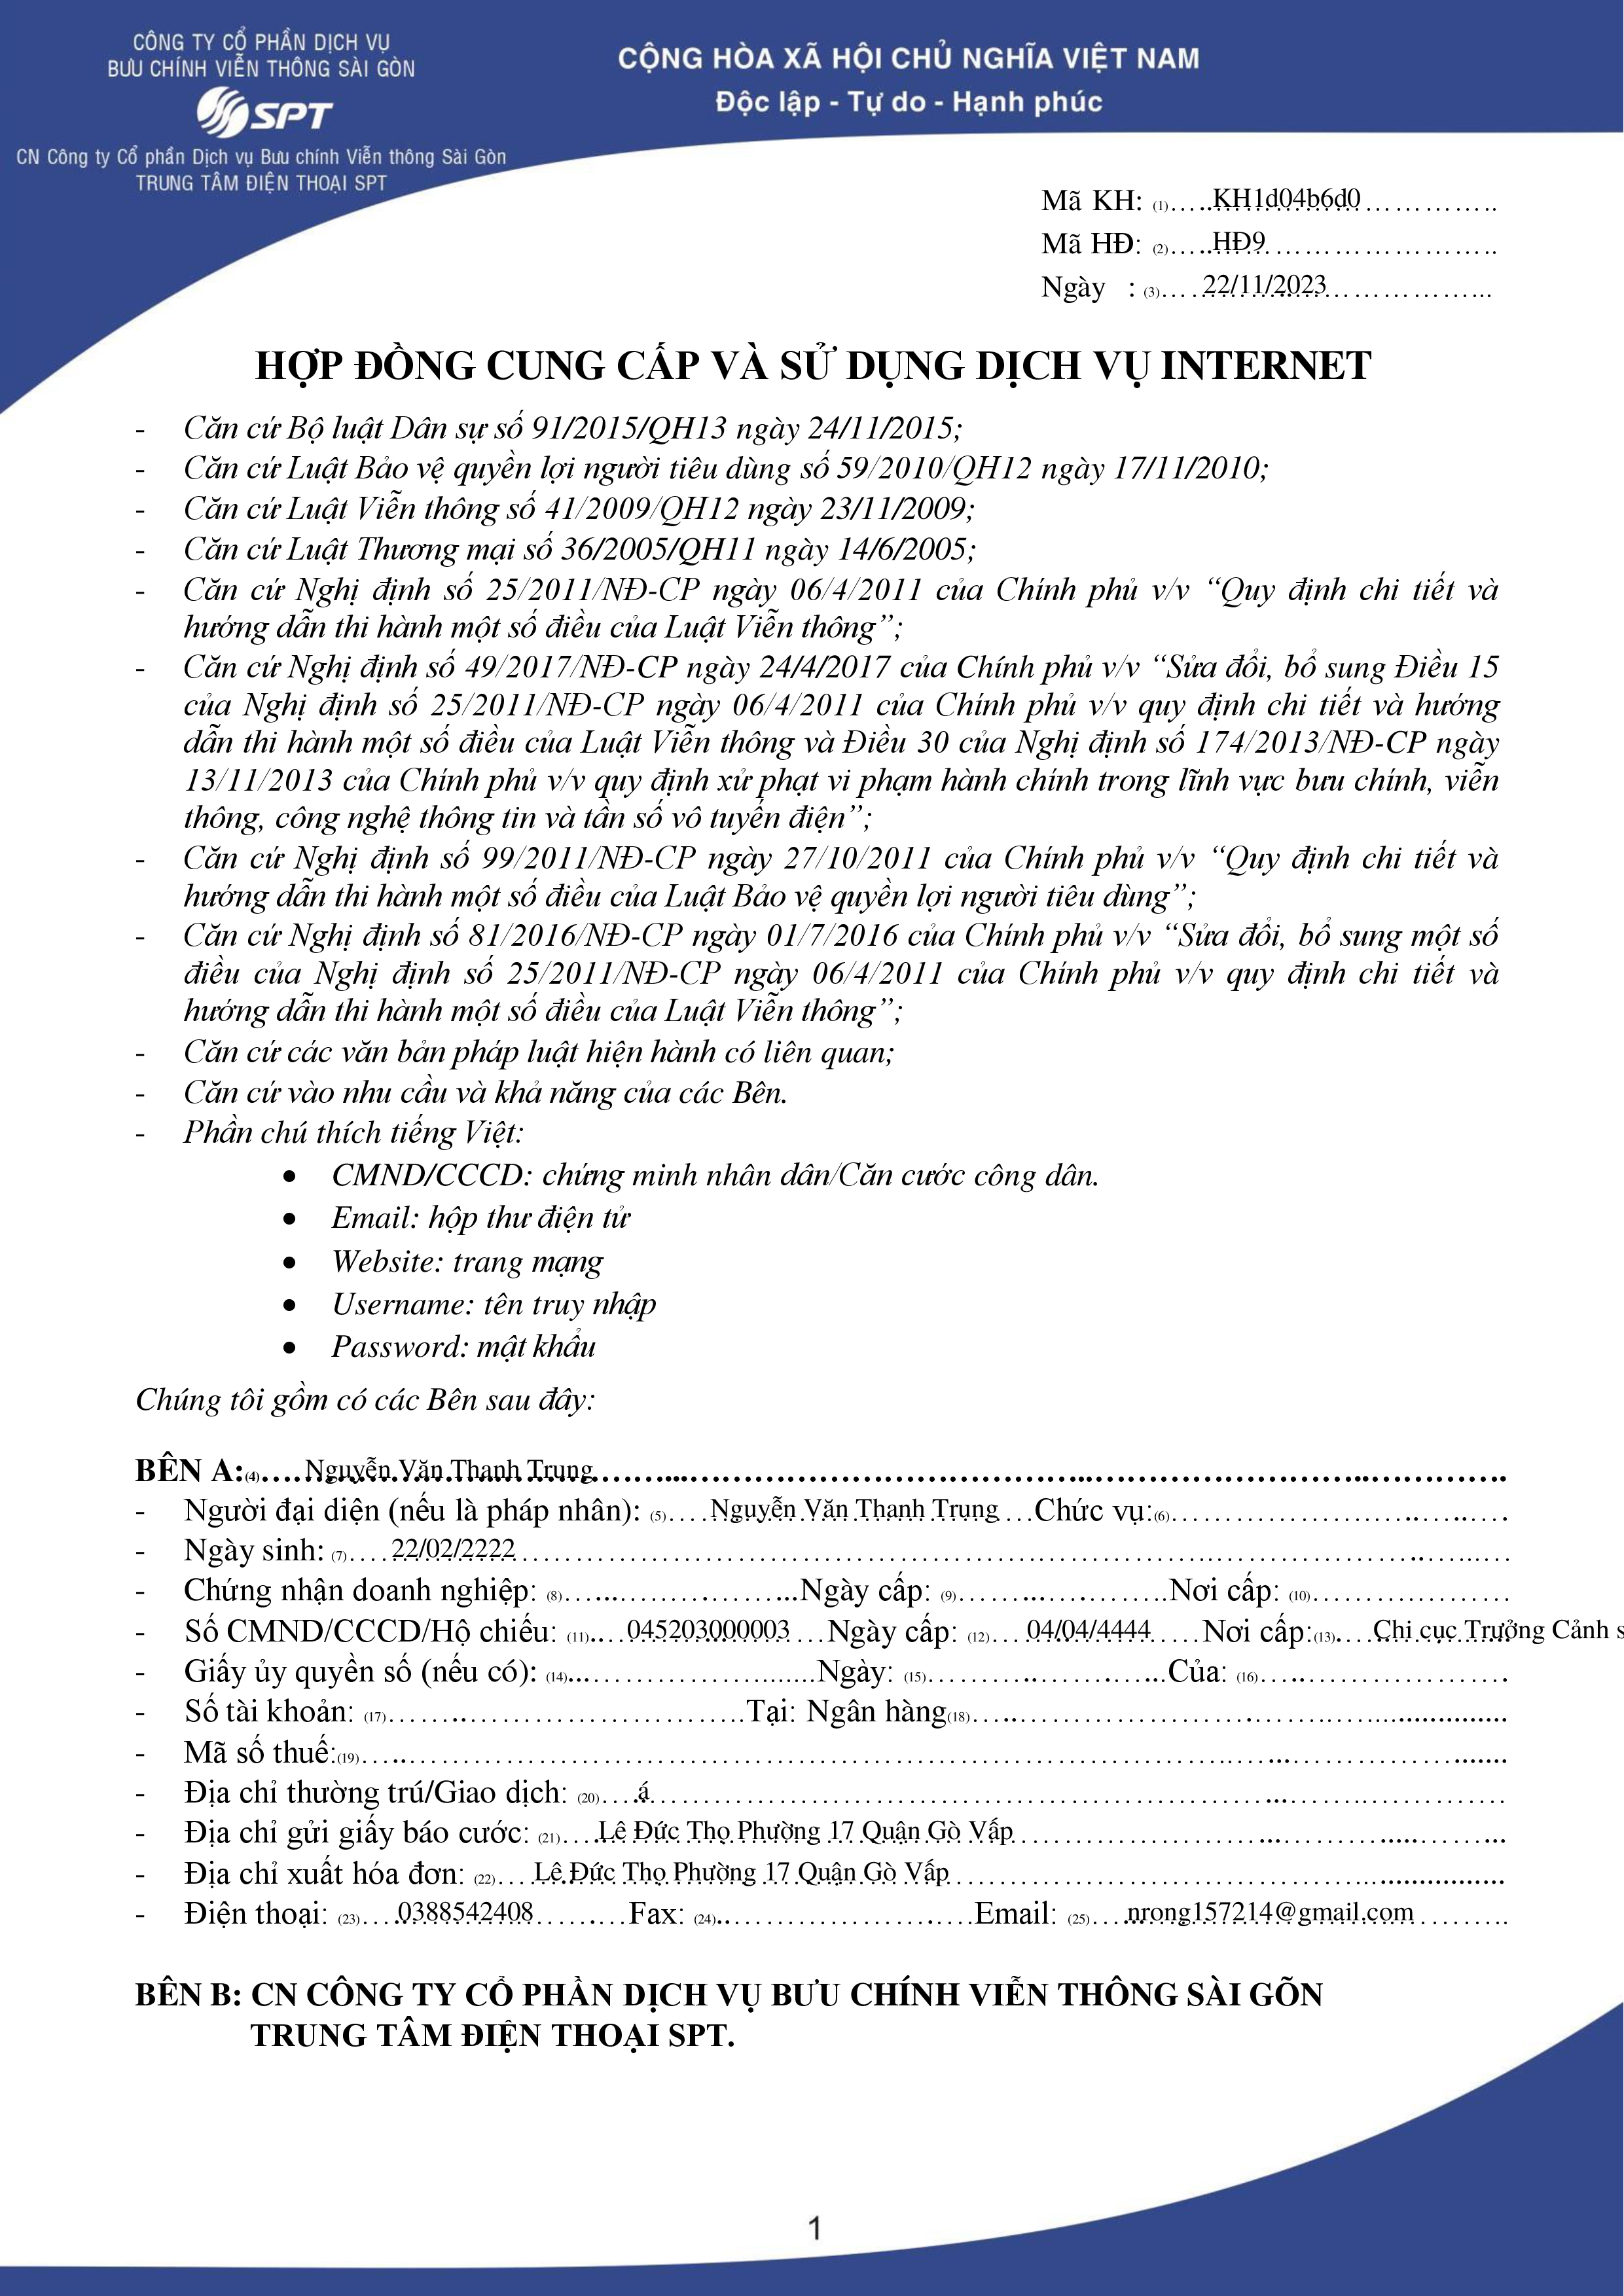 CÔNG TY CỔ PHẦN DỊCH VỤ
BƯU CHÍNH VIỄN THÔNG SÀI GÒN
SPT
CN Công ty Cổ phần Dịch vụ Bưu chính Viễn thông Sài Gòn
TRUNG TÂM ĐIỆN THOẠI SPT
CỘNG HÒA XÃ HỘI CHỦ NGHĨA VIỆT NAM
Độc lập - Tự do - Hạnh phúc
Mã KH: (1)……KH1d04b6d0……………..
Mã HĐ: (2)……HĐ9……………………..
Ngày : (3)……22/11/2023………………...
HỢP ĐỒNG CUNG CẤP VÀ SỬ DỤNG DỊCH VỤ INTERNET
- Căn cứ Bộ luật Dân sự số 91/2015/QH13 ngày 24/11/2015;
- Căn cứ Luật Bảo vệ quyền lợi người tiêu dùng số 59/2010/QH12 ngày 17/11/2010;
- Căn cứ Luật Viễn thông số 41/2009/QH12 ngày 23/11/2009;
- Căn cứ Luật Thương mại số 36/2005/QH11 ngày 14/6/2005;
- Căn cứ Nghị định số 25/2011/NĐ-CP ngày 06/4/2011 của Chính phủ v/v “Quy định chi tiết và
hướng dẫn thi hành một số điều của Luật Viễn thông”;
- Căn cứ Nghị định số 49/2017/NĐ-CP ngày 24/4/2017 của Chính phủ v/v “Sửa đổi, bổ sung Điều 15
của Nghị định số 25/2011/NĐ-CP ngày 06/4/2011 của Chính phủ v/v quy định chi tiết và hướng
dẫn thi hành một số điều của Luật Viễn thông và Điều 30 của Nghị định số 174/2013/NĐ-CP ngày
13/11/2013 của Chính phủ v/v quy định xử phạt vi phạm hành chính trong lĩnh vực bưu chính, viễn
thông, công nghệ thông tin và tần số vô tuyến điện”;
- Căn cứ Nghị định số 99/2011/NĐ-CP ngày 27/10/2011 của Chính phủ v/v “Quy định chi tiết và
hướng dẫn thi hành một số điều của Luật Bảo vệ quyền lợi người tiêu dùng”;
- Căn cứ Nghị định số 81/2016/NĐ-CP ngày 01/7/2016 của Chính phủ v/v “Sửa đổi, bổ sung một số
điều của Nghị định số 25/2011/NĐ-CP ngày 06/4/2011 của Chính phủ v/v quy định chi tiết và
hướng dẫn thi hành một số điều của Luật Viễn thông”;
- Căn cứ các văn bản pháp luật hiện hành có liên quan;
- Căn cứ vào nhu cầu và khả năng của các Bên.
- Phần chú thích tiếng Việt:
• CMND/CCCD: chứng minh nhân dân/Căn cước công dân.
• Email: hộp thư điện tử
• Website: trang mạng
• Username: tên truy nhập
• Password: mật khẩu
Chúng tôi gồm có các Bên sau đây:
BÊN A:(4)……Nguyễn Văn Thanh Trung……………………………………
- Người đại diện (nếu là pháp nhân): (5)……Nguyễn Văn Thanh Trung……Chức vụ:(6)……………………
- Ngày sinh: (7)……22/02/2222……………………………………
- Chứng nhận doanh nghiệp: (8)………………Ngày cấp: (9)………………Nơi cấp: (10)…………………
- Số CMND/CCCD/Hộ chiếu: (11)……045203000003……Ngày cấp: (12)……04/04/4444……Nơi cấp:(13)……Chi cục Trưởng Cảnh s
- Giấy ủy quyền số (nếu có): (14)………………Ngày: (15)………………Của: (16)…………………
- Số tài khoản: (17)……………………Tại: Ngân hàng(18)……………………………
- Mã số thuế:(19)……………………………………
- Địa chỉ thường trú/Giao dịch: (20)……á……………………………………
- Địa chỉ gửi giấy báo cước: (21)……Lê Đức Thọ Phường 17 Quận Gò Vấp……………………
- Địa chỉ xuất hóa đơn: (22)……Lê Đức Thọ Phường 17 Quận Gò Vấp……………………
- Điện thoại: (23)……0388542408………Fax: (24)…………………Email: (25)……nrong157214@gmail.com………
BÊN B: CN CÔNG TY CỔ PHẦN DỊCH VỤ BƯU CHÍNH VIỄN THÔNG SÀI GÕN
TRUNG TÂM ĐIỆN THOẠI SPT.
1